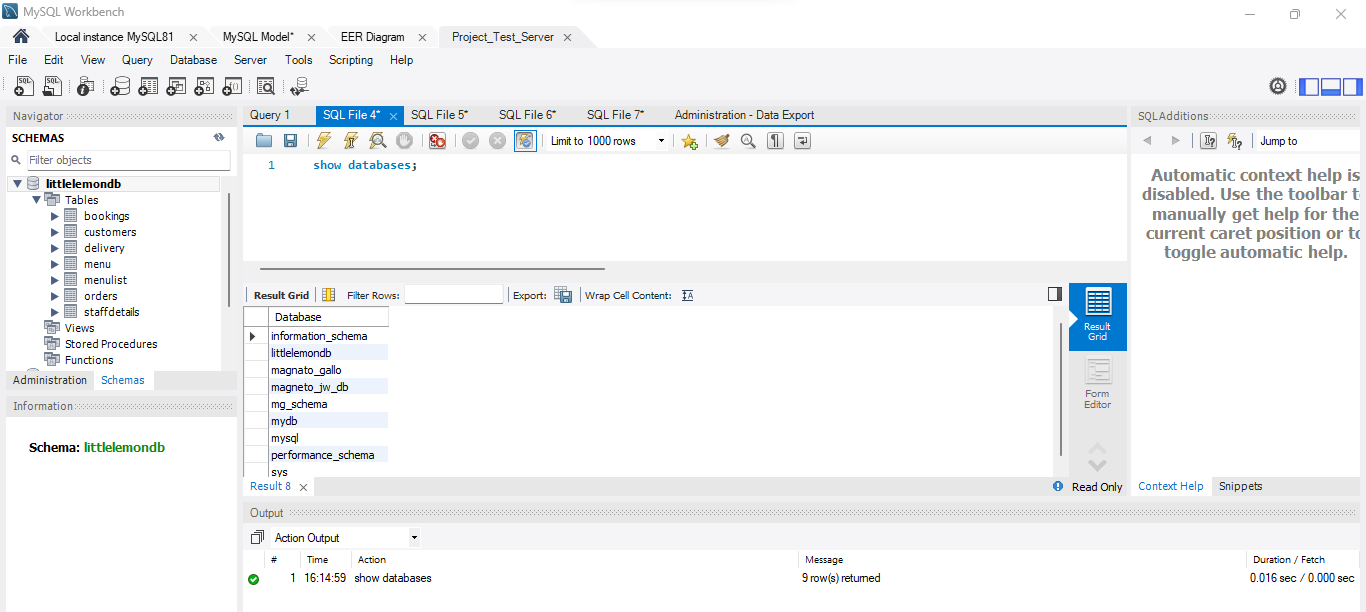 MySQL Workbench
Local instance MySQL81 MySQL Model* EER Diagram Project_Test_Server
File Edit View Query Database Server Tools Scripting Help
Navigator
SCHEMAS
Filter objects
littlelemondb
Tables
bookings
customers
delivery
menu
menulist
orders
staffdetails
Views
Stored Procedures
Functions
Administration Schemas
Information
Schema: littlelemondb
Query 1 SQL File 4* SQL File 5* SQL File 6* SQL File 7* Administration - Data Export
Limit to 1000 rows
1 show databases;
Result Grid Filter Rows: Export: Wrap Cell Content:
Database
information_schema
littlelemondb
magnato_gallo
magneto_jw_db
mg_schema
mydb
mysql
performance_schema
sys
Result Grid
Form Editor
Result 8 Read Only
SQLAdditions
Jump to
Automatic context help is
disabled. Use the toolbar t
manually get help for the
current caret position or to
toggle automatic help.
Context Help Snippets
Output
Action Output
# Time Action Message Duration / Fetch
1 16:14:59 show databases 9 row(s) returned 0.016 sec / 0.000 sec